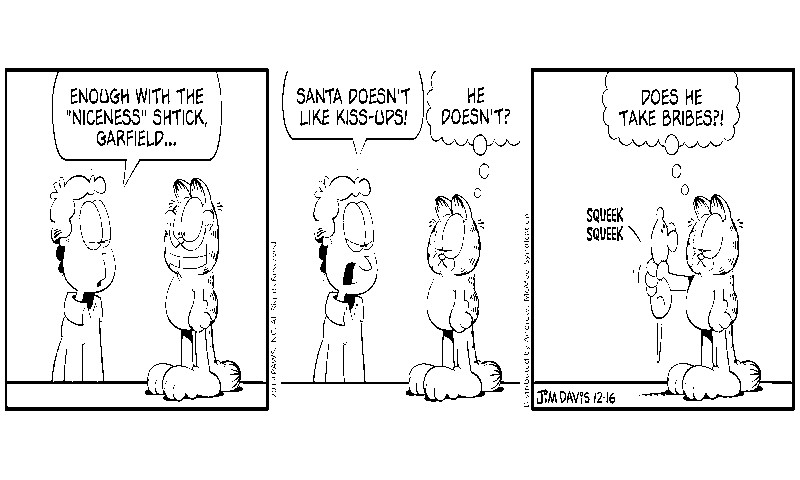 ENOUGH WITH THE
"NICENESS" SHTICK,
GARFIELD...
SANTA DOESN'T
LIKE KISS-UPS!
HE
DOESN'T?
DOES HE
TAKE BRIBES?!
SQUEEK
SQUEEK
JIM DAVIS 12-16